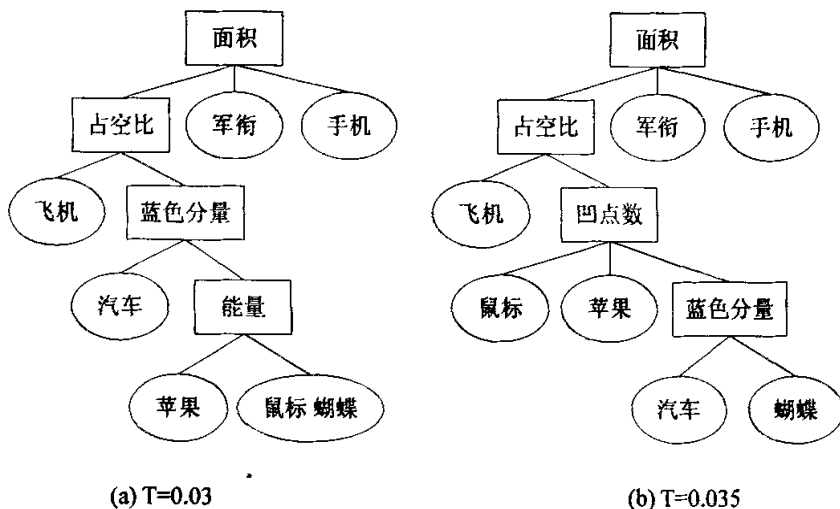 面积
占空比
军衔
手机
飞机
蓝色分量
汽车
能量
苹果
鼠标 蝴蝶
(a) T=0.03
面积
占空比
军衔
手机
飞机
凹点数
鼠标
苹果
蓝色分量
汽车
蝴蝶
(b) T=0.035